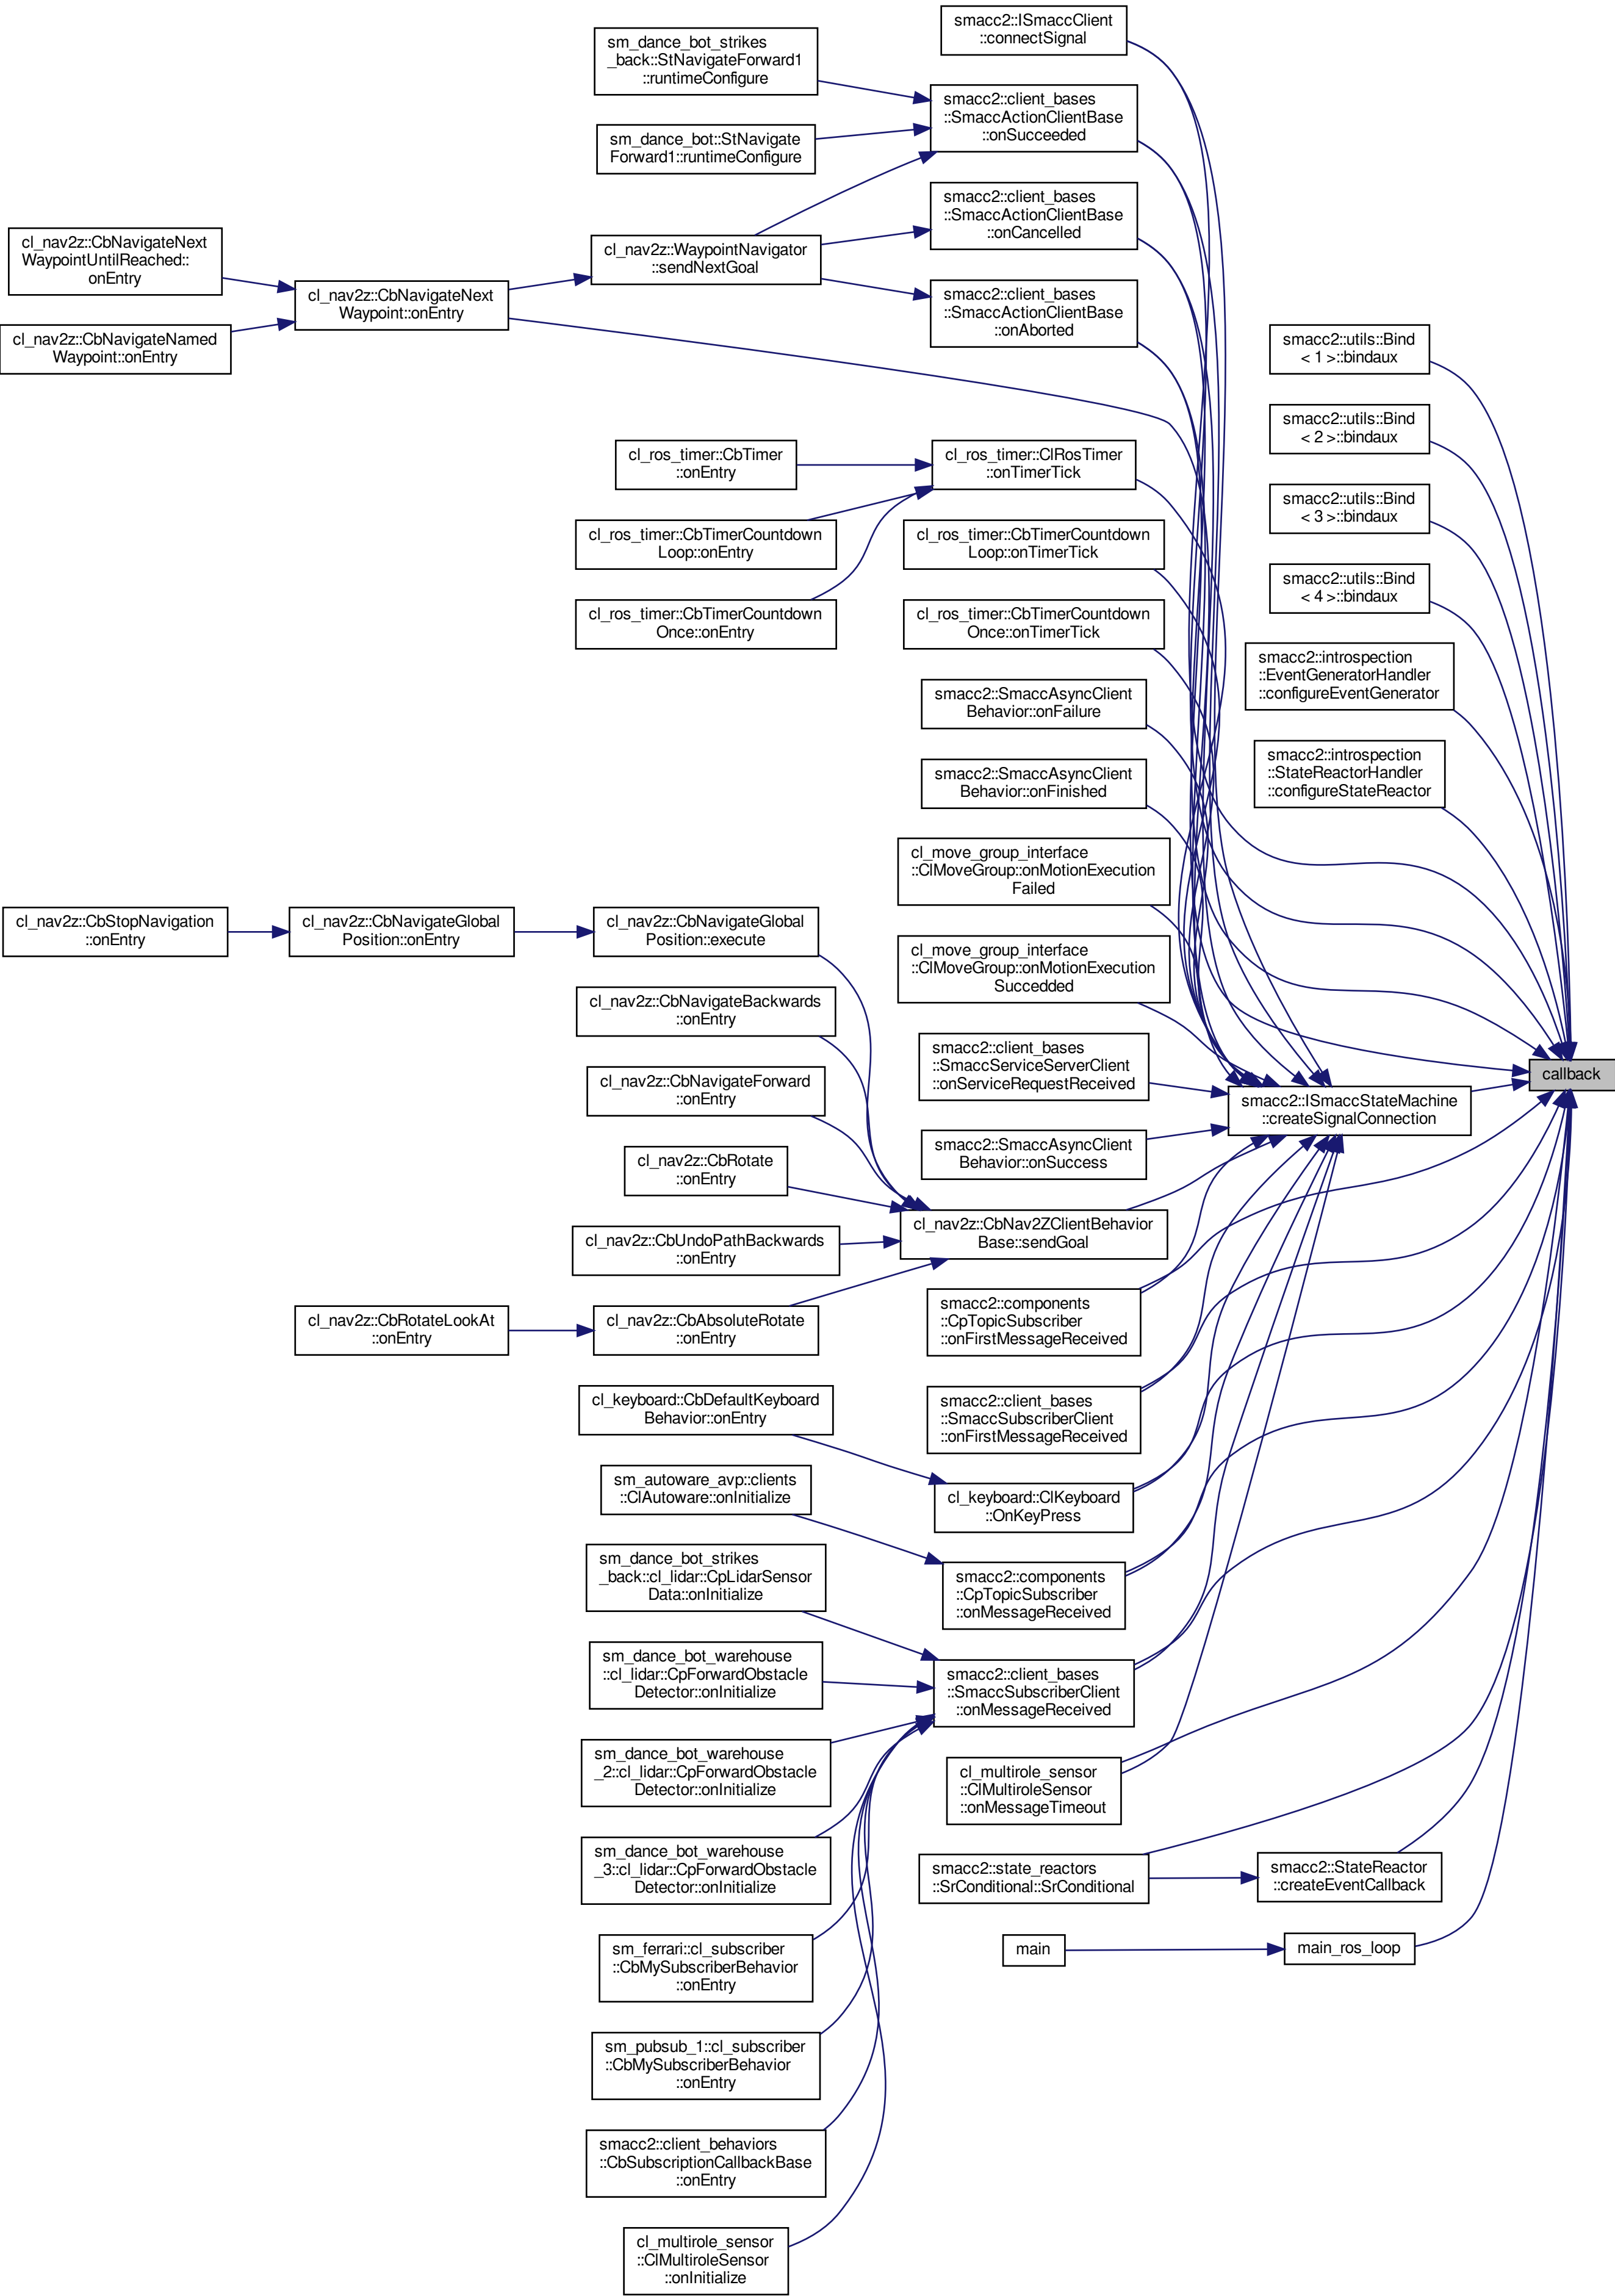 smacc2::ISmaccClient
::connectSignal
sm_dance_bot_strikes
_back::StNavigateForward1
::runtimeConfigure
smacc2::client_bases
::SmaccActionClientBase
::onSucceeded
sm_dance_bot::StNavigate
Forward1::runtimeConfigure
smacc2::client_bases
::SmaccActionClientBase
::onCancelled
cl_nav2z::CbNavigateNext
WaypointUntilReached::
onEntry
cl_nav2z::WaypointNavigator
::sendNextGoal
cl_nav2z::CbNavigateNext
Waypoint::onEntry
smacc2::client_bases
::SmaccActionClientBase
::onAborted
cl_nav2z::CbNavigateNamed
Waypoint::onEntry
smacc2::utils::Bind
< 1 >::bindaux
smacc2::utils::Bind
< 2 >::bindaux
cl_ros_timer::CbTimer
::onEntry
cl_ros_timer::ClRosTimer
::onTimerTick
smacc2::utils::Bind
< 3 >::bindaux
cl_ros_timer::CbTimerCountdown
Loop::onEntry
cl_ros_timer::CbTimerCountdown
Loop::onTimerTick
smacc2::utils::Bind
< 4 >::bindaux
cl_ros_timer::CbTimerCountdown
Once::onEntry
cl_ros_timer::CbTimerCountdown
Once::onTimerTick
smacc2::introspection
::EventGeneratorHandler
::configureEventGenerator
smacc2::SmaccAsyncClient
Behavior::onFailure
smacc2::introspection
::StateReactorHandler
::configureStateReactor
smacc2::SmaccAsyncClient
Behavior::onFinished
cl_move_group_interface
::ClMoveGroup::onMotionExecution
Failed
cl_nav2z::CbStopNavigation
::onEntry
cl_nav2z::CbNavigateGlobal
Position::onEntry
cl_nav2z::CbNavigateGlobal
Position::execute
cl_move_group_interface
::ClMoveGroup::onMotionExecution
Succedded
cl_nav2z::CbNavigateBackwards
::onEntry
smacc2::client_bases
::SmaccServiceServerClient
::onServiceRequestReceived
callback
cl_nav2z::CbNavigateForward
::onEntry
smacc2::ISmaccStateMachine
::createSignalConnection
smacc2::SmaccAsyncClient
Behavior::onSuccess
cl_nav2z::CbRotate
::onEntry
cl_nav2z::CbNav2ZClientBehavior
Base::sendGoal
cl_nav2z::CbUndoPathBackwards
::onEntry
smacc2::components
::CpTopicSubscriber
::onFirstMessageReceived
cl_nav2z::CbRotateLookAt
::onEntry
cl_nav2z::CbAbsoluteRotate
::onEntry
cl_keyboard::CbDefaultKeyboard
Behavior::onEntry
smacc2::client_bases
::SmaccSubscriberClient
::onFirstMessageReceived
sm_autoware_avp::clients
::ClAutoware::onInitialize
cl_keyboard::ClKeyboard
::OnKeyPress
sm_dance_bot_strikes
_back::cl_lidar::CpLidarSensor
Data::onInitialize
smacc2::components
::CpTopicSubscriber
::onMessageReceived
sm_dance_bot_warehouse
::cl_lidar::CpForwardObstacle
Detector::onInitialize
smacc2::client_bases
::SmaccSubscriberClient
::onMessageReceived
sm_dance_bot_warehouse
_2::cl_lidar::CpForwardObstacle
Detector::onInitialize
cl_multirole_sensor
::ClMultiroleSensor
::onMessageTimeout
sm_dance_bot_warehouse
_3::cl_lidar::CpForwardObstacle
Detector::onInitialize
smacc2::state_reactors
::SrConditional::SrConditional
smacc2::StateReactor
::createEventCallback
sm_ferrari::cl_subscriber
::CbMySubscriberBehavior
::onEntry
main
main_ros_loop
sm_pubsub_1::cl_subscriber
::CbMySubscriberBehavior
::onEntry
smacc2::client_behaviors
::CbSubscriptionCallbackBase
::onEntry
cl_multirole_sensor
::ClMultiroleSensor
::onInitialize